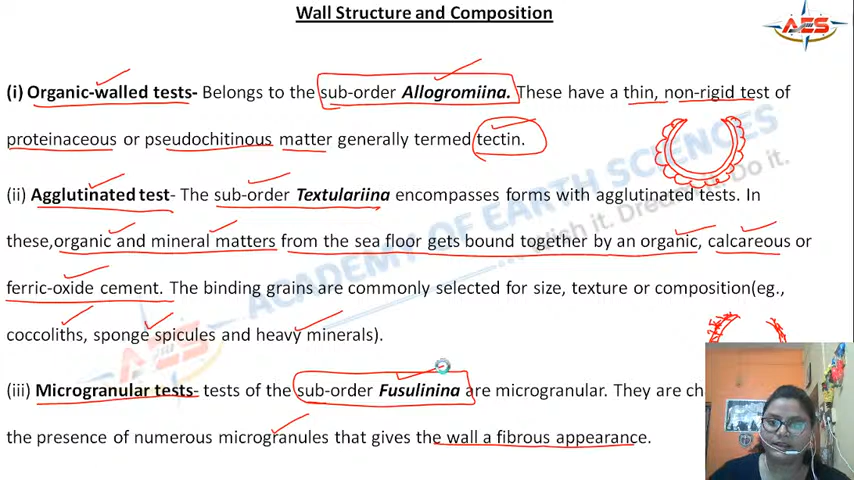 Wall Structure and Composition
AES
(i) Organic-walled tests- Belongs to the sub-order Allogromiina. These have a thin, non-rigid test of
proteinaceous or pseudochitinous matter generally termed tectin.
(ii) Agglutinated test- The sub-order Textulariina encompasses forms with agglutinated tests. In
these,organic and mineral matters from the sea floor gets bound together by an organic, calcareous or
ferric-oxide cement. The binding grains are commonly selected for size, texture or composition(eg.,
coccoliths, sponge spicules and heavy minerals).
(iii) Microgranular tests- tests of the sub-order Fusulinina are microgranular. They are
the presence of numerous microgranules that gives the wall a fibrous appearance.
ACADEMY OF EARTH SCIENCES